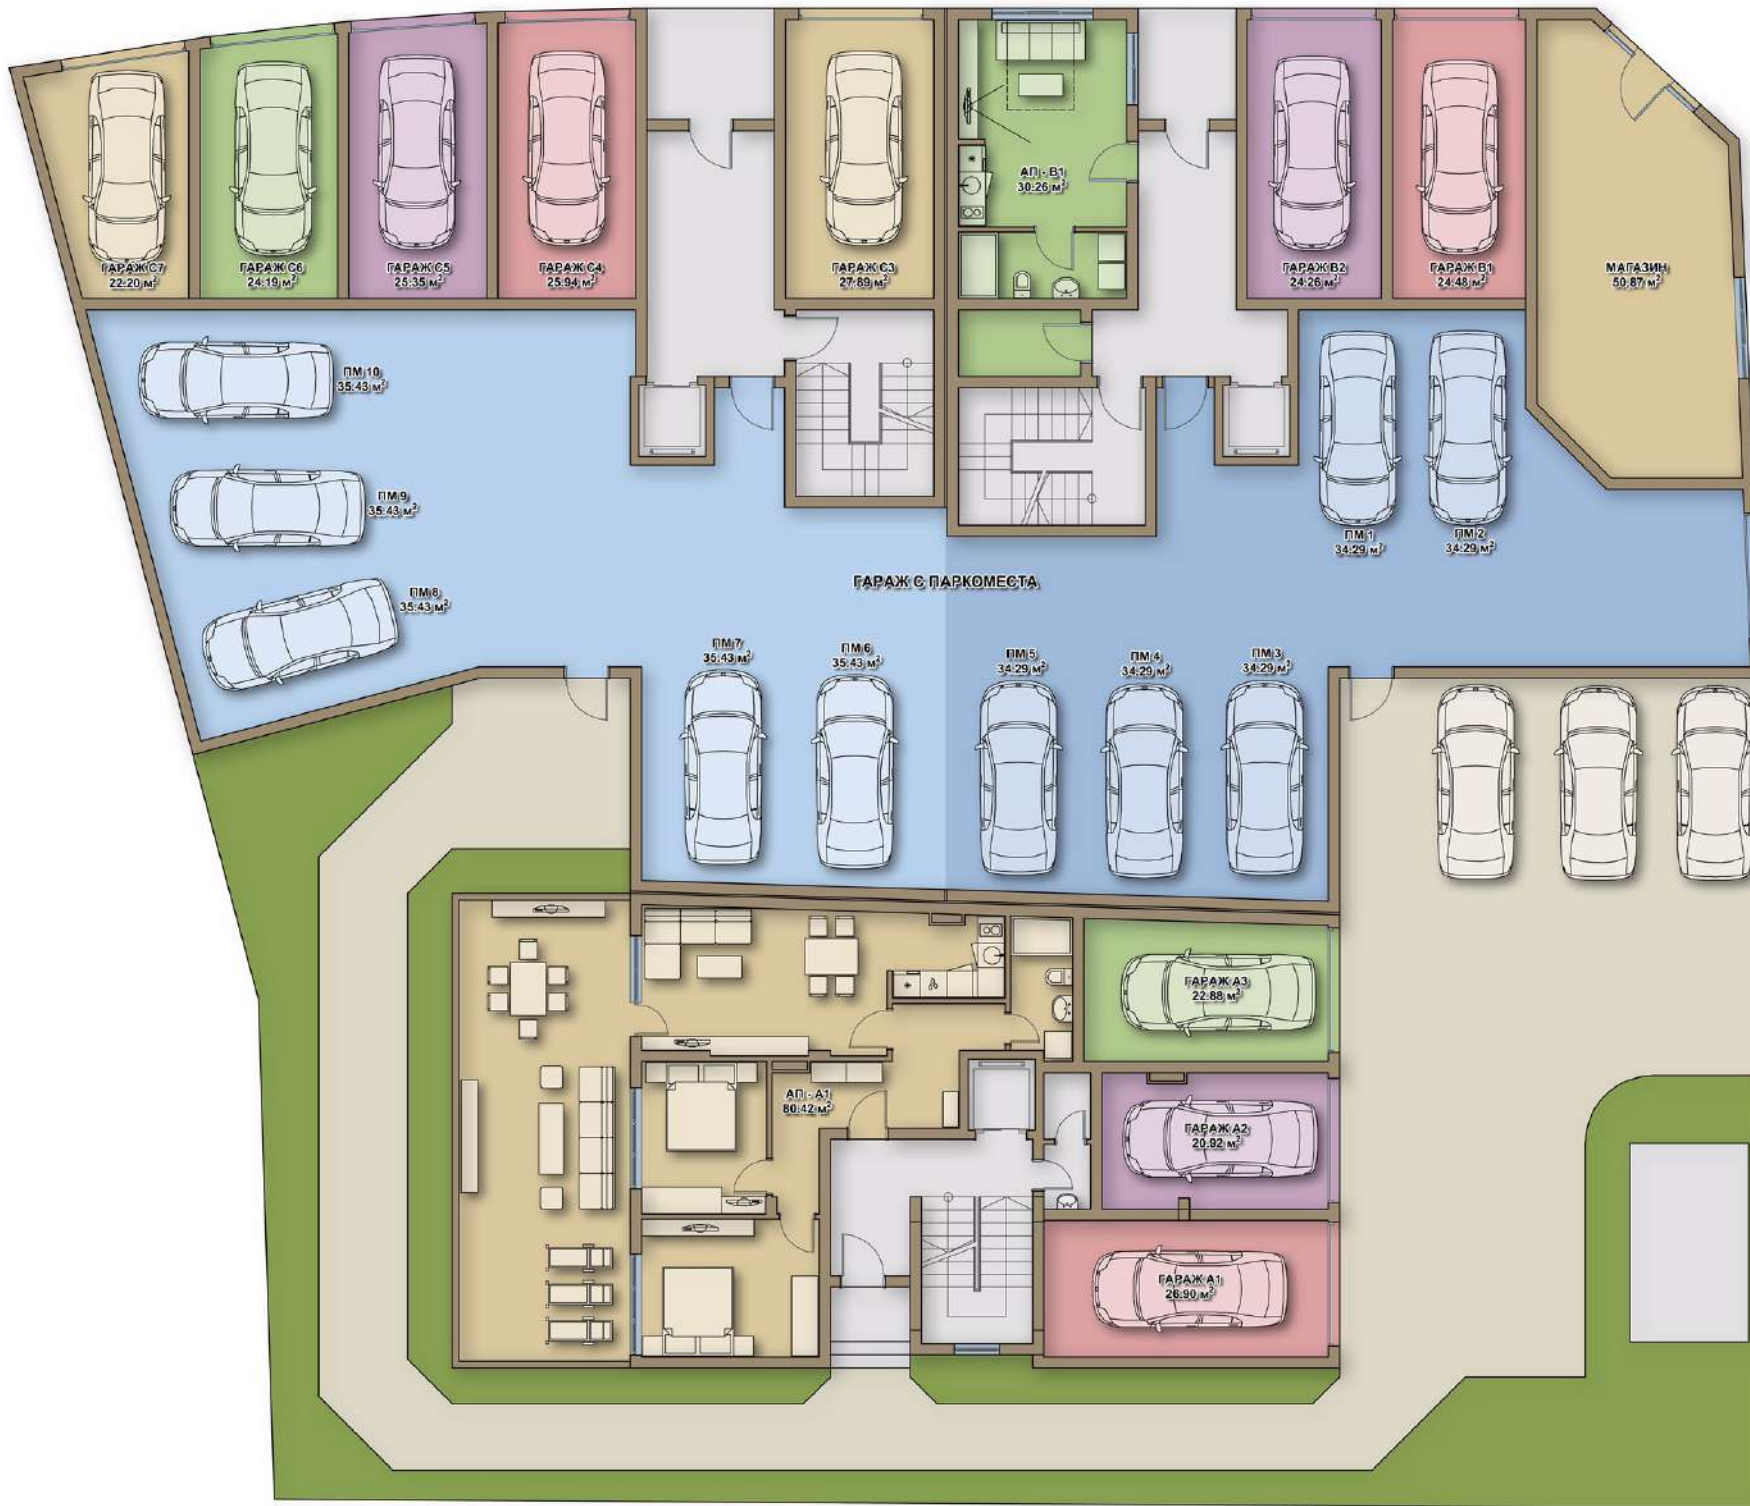 ГАРАЖ С7
22.20 м²
ГАРАЖ С6
24.19 м²
ГАРАЖ С5
25.35 м²
ГАРАЖ С4
25.94 м²
ГАРАЖ С3
27.89 м²
АП - В1
30.26 м²
ГАРАЖ В2
24.26 м²
ГАРАЖ В1
24.48 м²
МАГАЗИН
50.87 м²
ПМ 10
35.43 м²
ПМ 9
35.43 м²
ПМ 8
35.43 м²
ПМ 1
34.29 м²
ПМ 2
34.29 м²
ГАРАЖ С ПАРКОМЕСТА
ПМ 7
35.43 м²
ПМ 6
35.43 м²
ПМ 5
34.29 м²
ПМ 4
34.29 м²
ПМ 3
34.29 м²
ГАРАЖ А3
22.88 м²
АП - А1
80.42 м²
ГАРАЖ А2
20.92 м²
ГАРАЖ А1
26.90 м²